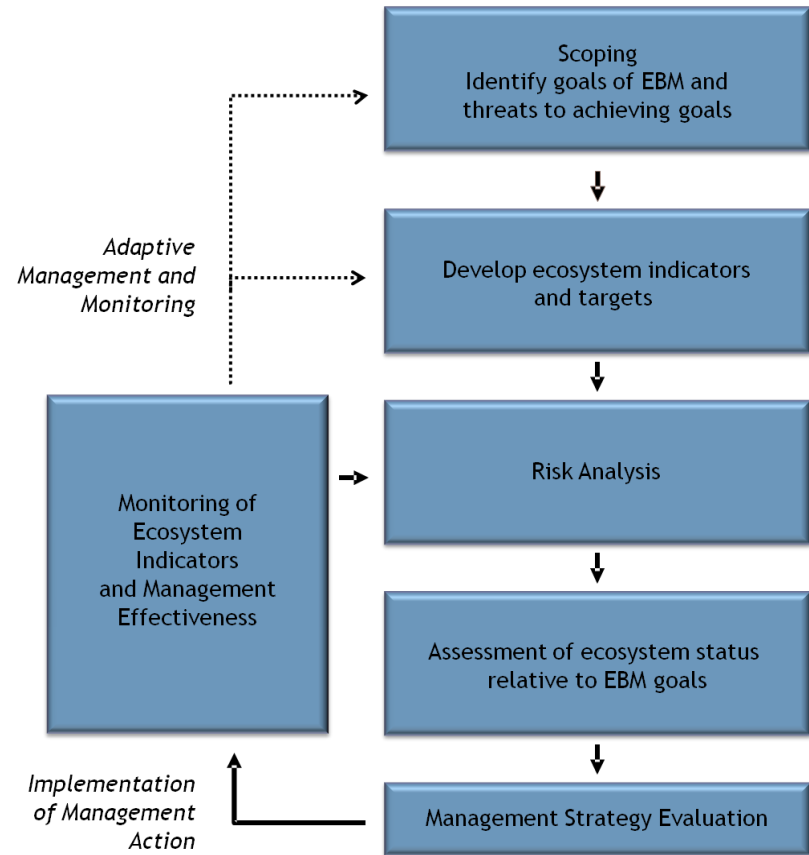 Scoping
Identify goals of EBM and
threats to achieving goals
Adaptive
Management and
Monitoring
Develop ecosystem indicators
and targets
Risk Analysis
Monitoring of
Ecosystem
Indicators
and Management
Effectiveness
Assessment of ecosystem status
relative to EBM goals
Implementation
of Management
Action
Management Strategy Evaluation